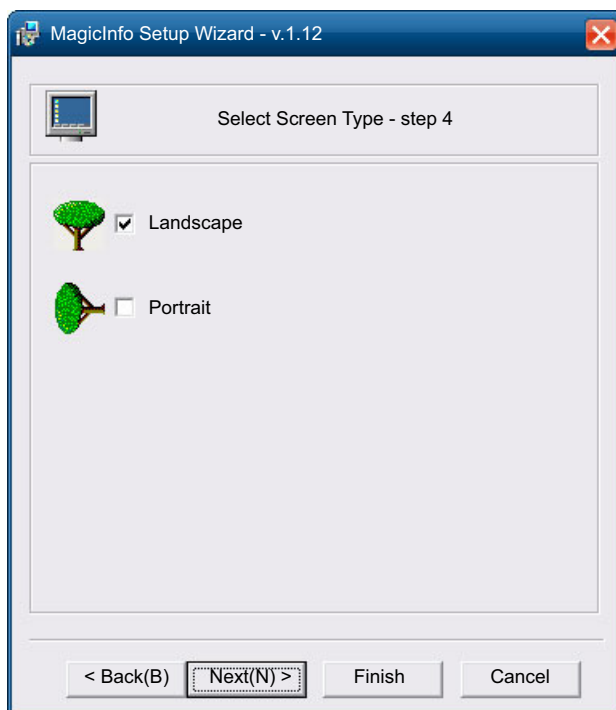 MagicInfo Setup Wizard - v.1.12
Select Screen Type - step 4
Landscape
Portrait
< Back(B) Next(N) > Finish Cancel